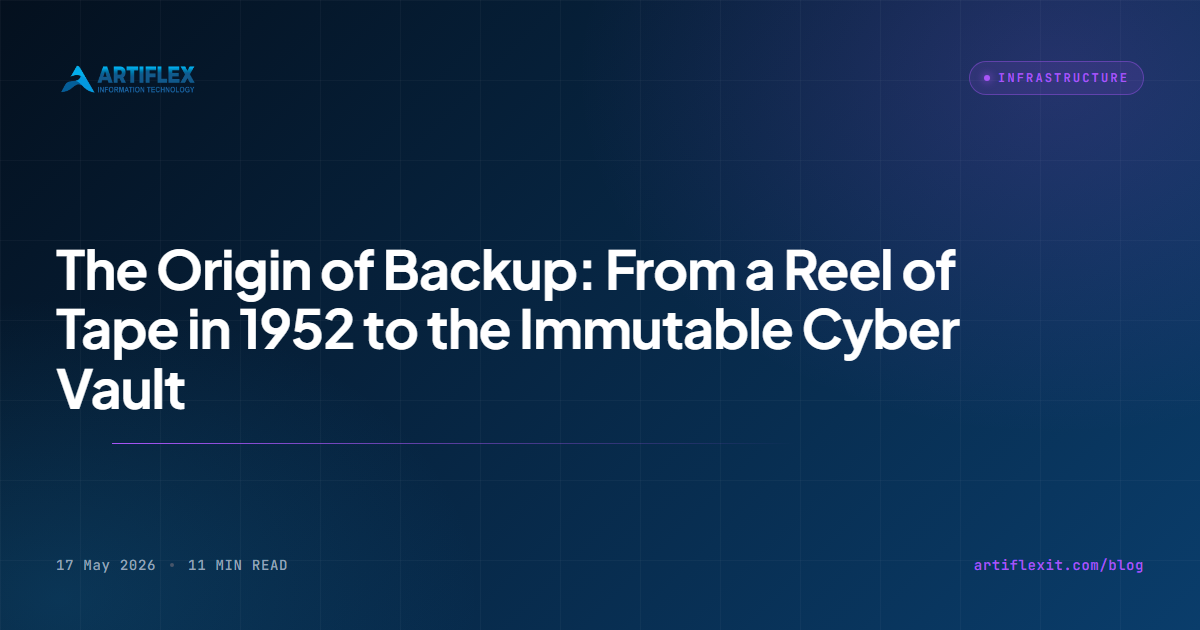 ARTIFLEX
INFORMATION TECHNOLOGY
INFRASTRUCTURE
The Origin of Backup: From a Reel of
Tape in 1952 to the Immutable Cyber
Vault
17 May 2026 • 11 MIN READ
artiflexit.com/blog